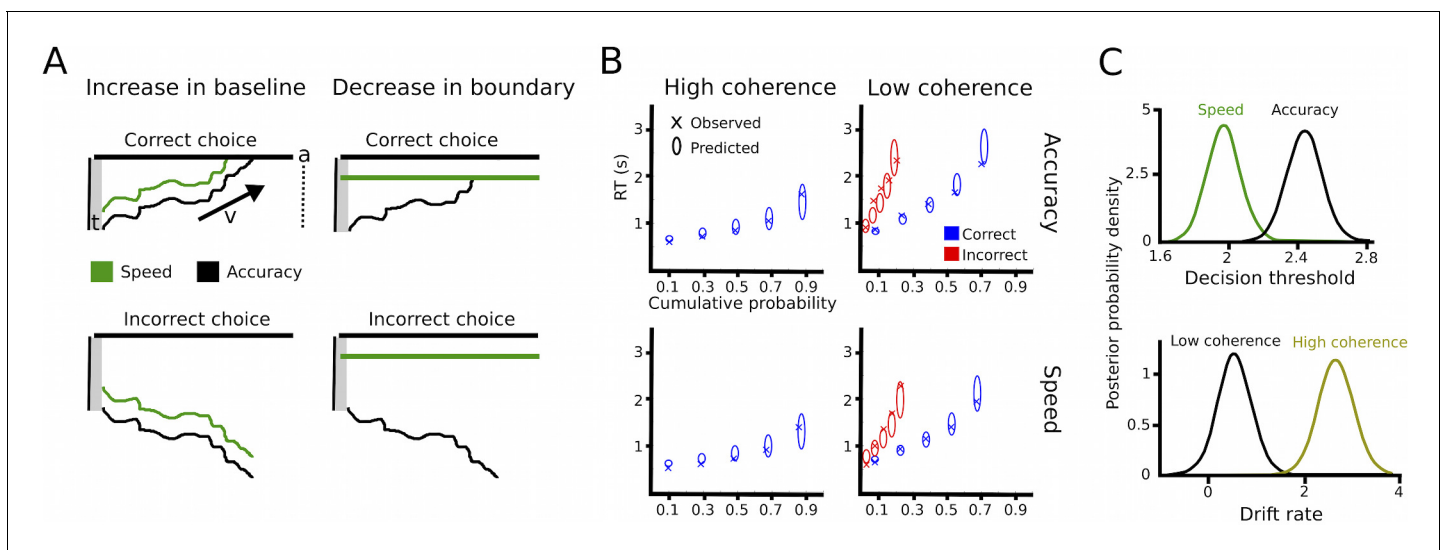 A
Increase in baseline
Decrease in boundary
Correct choice
Correct choice
a
t
v
Speed
Accuracy
Incorrect choice
Incorrect choice
B
High coherence
Low coherence
RT (s)
3
2
1
Observed
Predicted
0.1 0.3 0.5 0.7 0.9
Cumulative probability
3
2
1
Correct
Incorrect
0.1 0.3 0.5 0.7 0.9
Accuracy
3
2
1
0.1 0.3 0.5 0.7 0.9
3
2
1
0.1 0.3 0.5 0.7 0.9
Speed
C
Posterior probability density
Speed
Accuracy
5
2.5
0
1.6 2 2.4 2.8
Decision threshold
Low coherence
High coherence
1
0.5
0
0 2 4
Drift rate